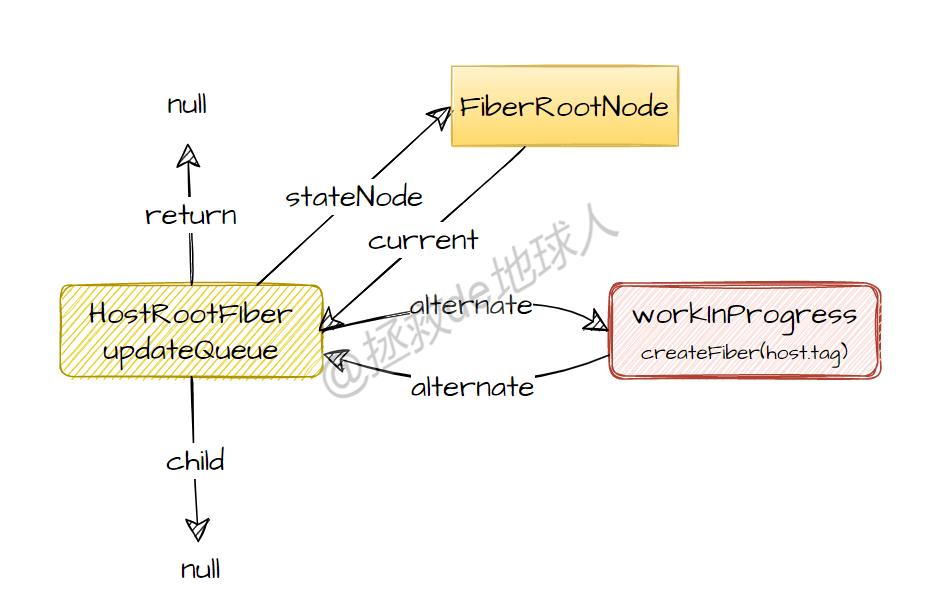 null
FiberRootNode
stateNode
return
current
HostRootFiber
updateQueue
alternate
workInProgress
createFiber(host.tag)
alternate
child
null
@拯救de地球人